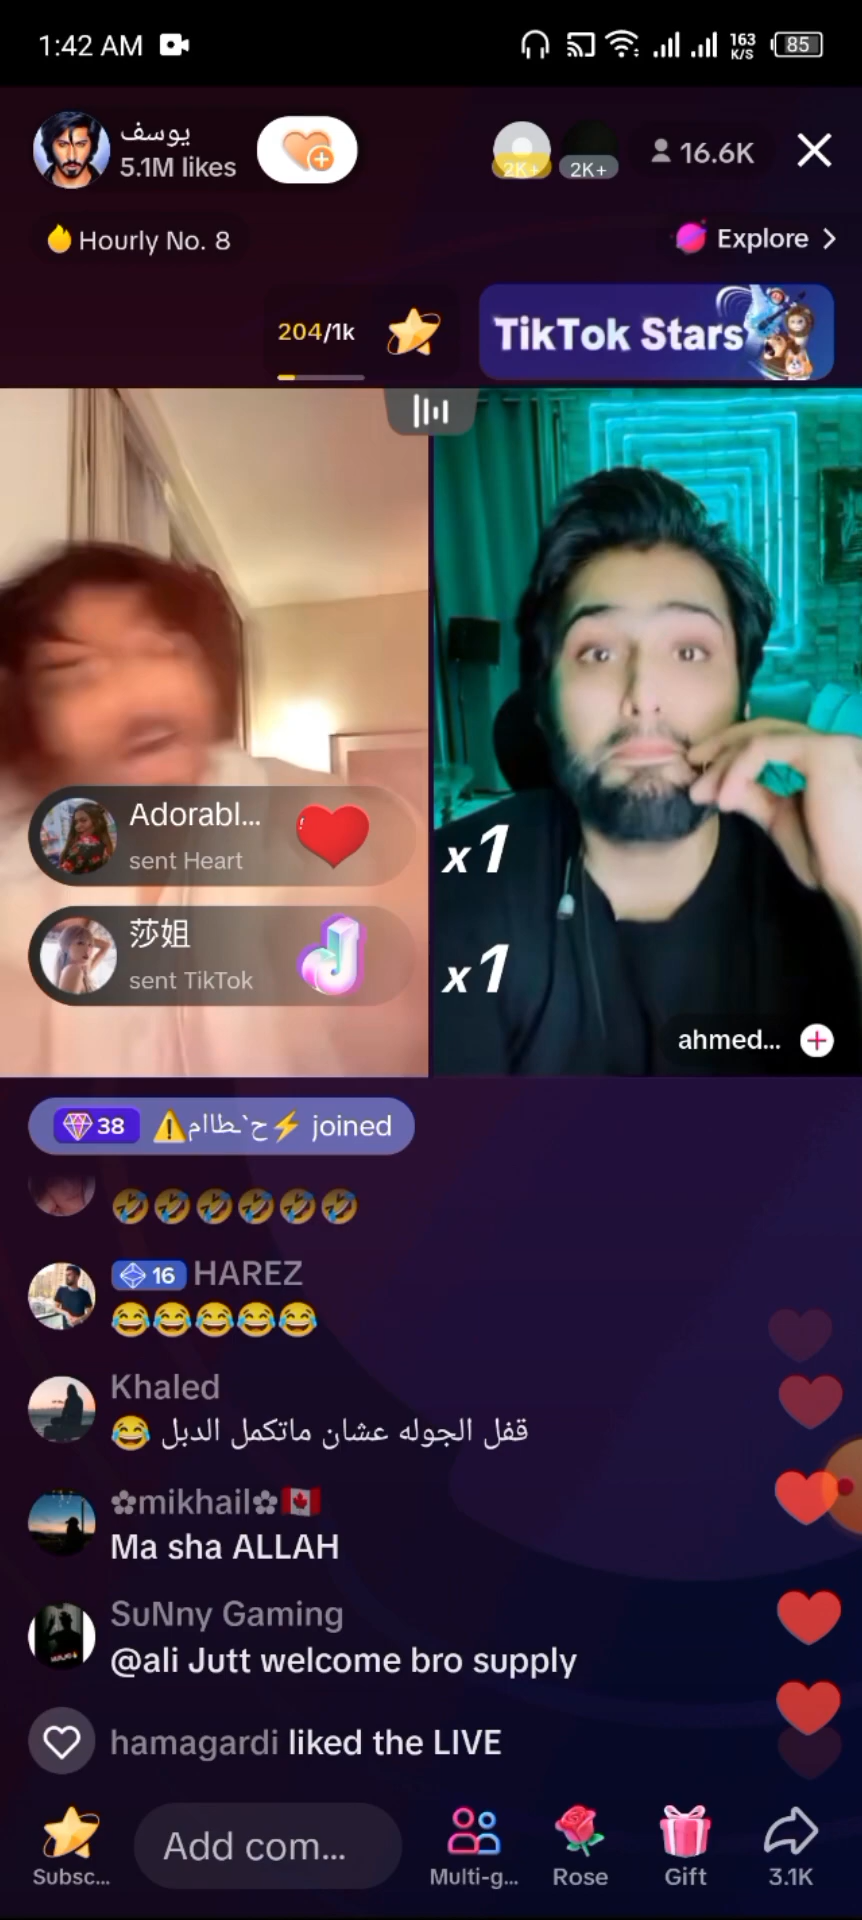 1:42 AM
163
K/S
85
يوسف
5.1M likes
2K+
2K+
16.6K
Hourly No. 8
Explore >
204/1k
TikTok Stars
Adorabl...
sent Heart
x1
莎姐
sent TikTok
x1
ahmed...
38 ⚠️ح`ـطاام⚡ joined
🤣🤣🤣🤣🤣🤣
16 HAREZ
😂😂😂😂😂
Khaled
قفل الجوله عشان ماتكمل الدبل 😂
✿mikhail✿🇨🇦
Ma sha ALLAH
SuNny Gaming
@ali Jutt welcome bro supply
hamagardi liked the LIVE
Subsc...
Add com...
Multi-g...
Rose
Gift
3.1K